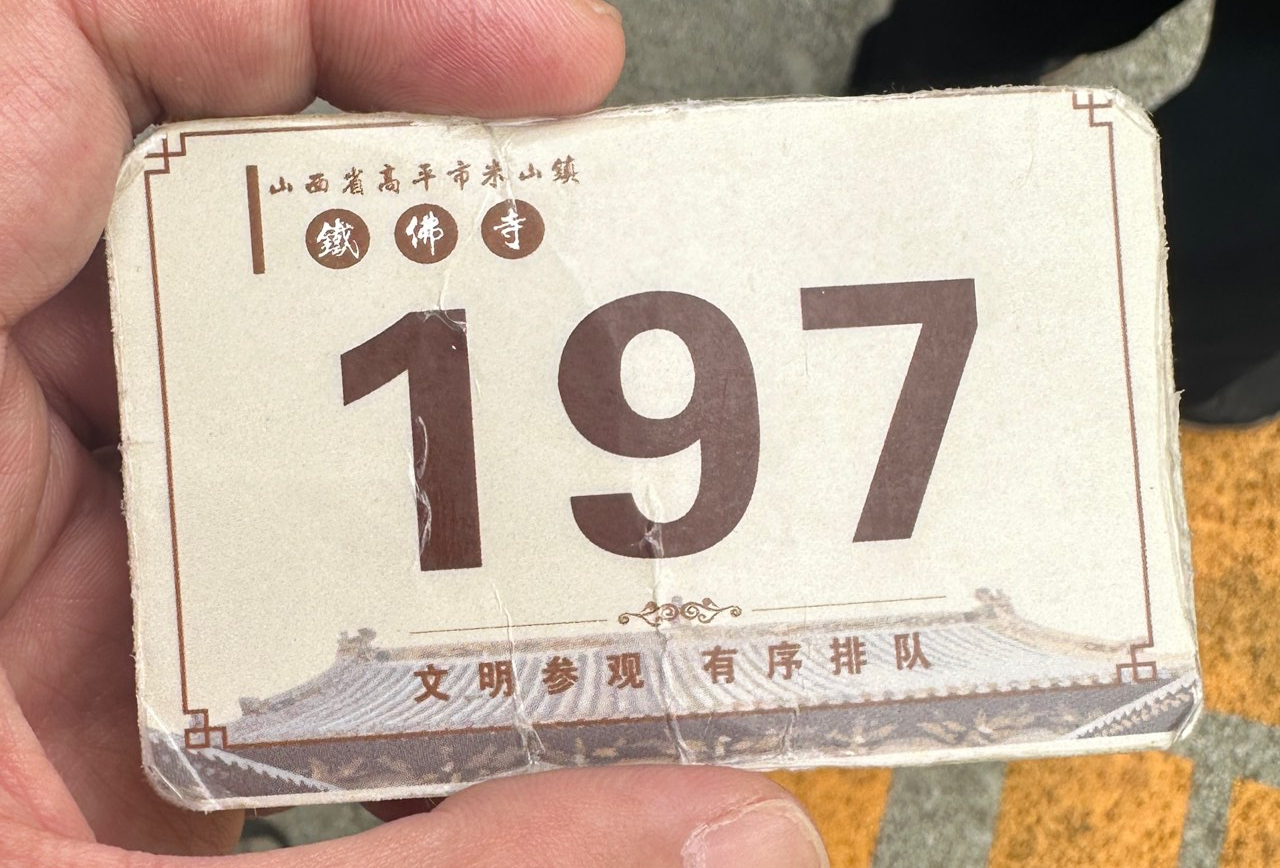 山西省高平市米山鎮
鐵佛寺
197
文明参观 有序排队